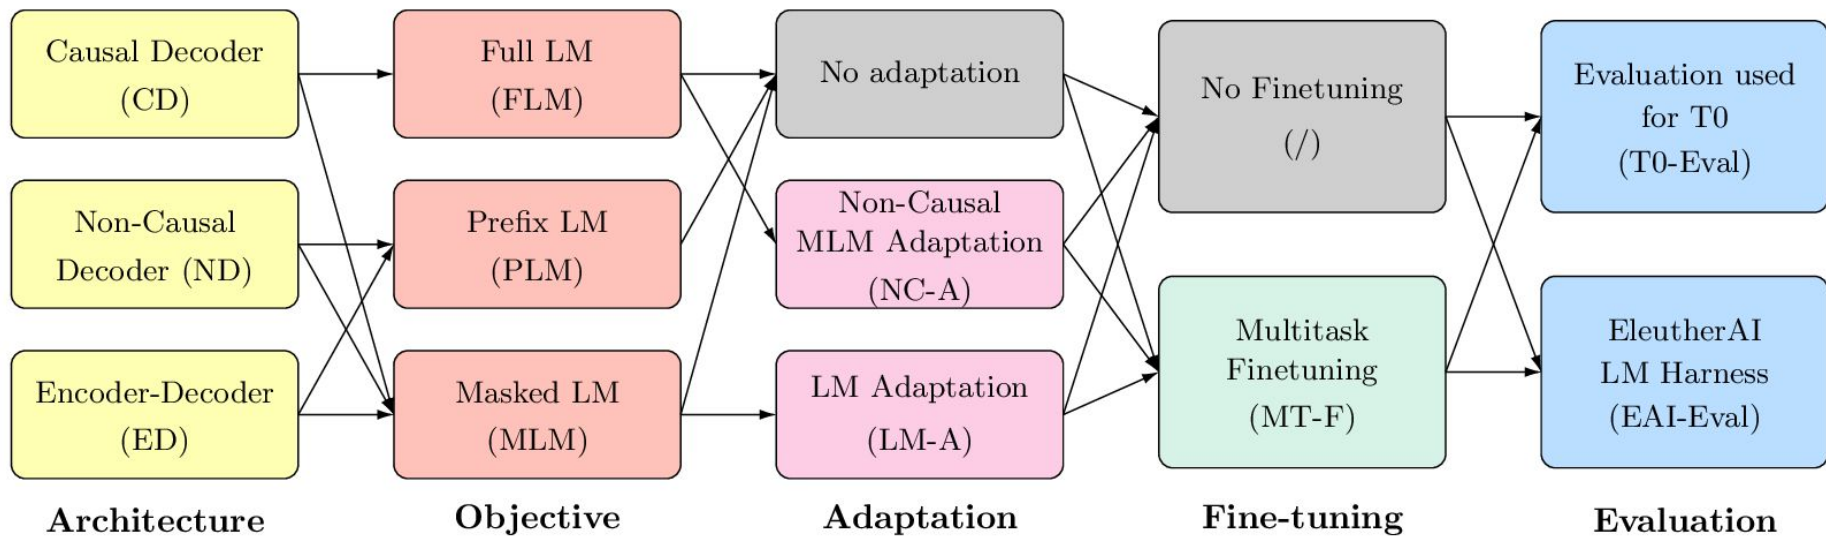 Causal Decoder
(CD)
Non-Causal
Decoder (ND)
Encoder-Decoder
(ED)
Architecture
Full LM
(FLM)
Prefix LM
(PLM)
Masked LM
(MLM)
Objective
No adaptation
Non-Causal
MLM Adaptation
(NC-A)
LM Adaptation
(LM-A)
Adaptation
No Finetuning
(/)
Multitask
Finetuning
(MT-F)
Fine-tuning
Evaluation used
for T0
(T0-Eval)
EleutherAI
LM Harness
(EAI-Eval)
Evaluation